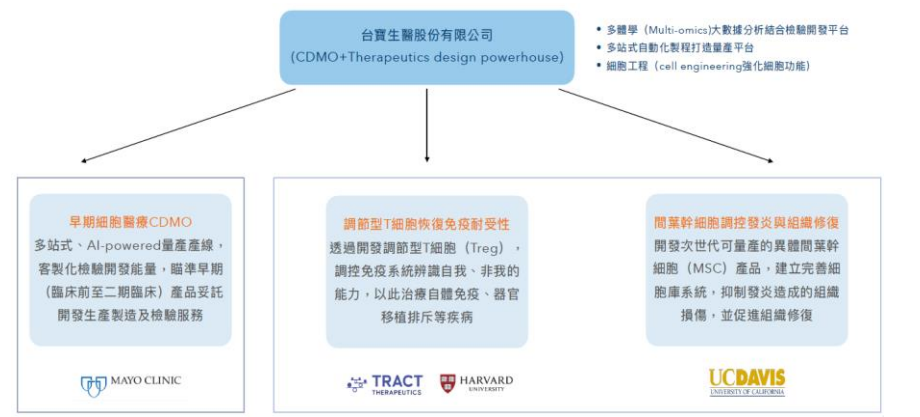 台寶生醫股份有限公司
(CDMO+Therapeutics design powerhouse)
• 多體學（Multi-omics)大數據分析結合檢驗開發平台
• 多站式自動化製程打造量產平台
• 細胞工程（cell engineering強化細胞功能）
早期細胞醫療CDMO
多站式、AI-powered量產產線，
客製化檢驗開發能量，瞄準早期
（臨床前至二期臨床）產品委託
開發生產製造及檢驗服務
MAYO CLINIC
調節型T細胞恢復免疫耐受性
透過開發調節型T細胞（Treg），
調控免疫系統辨識自我、非我的
能力，以此治療自體免疫、器官
移植排斥等疾病
TRACT
THERAPEUTICS
HARVARD
UNIVERSITY
間葉幹細胞調控發炎與組織修復
開發次世代可量產的異體間葉幹
細胞（MSC）產品，建立完善細
胞庫系統，抑制發炎造成的組織
損傷，並促進組織修復
UCDAVIS
UNIVERSITY OF CALIFORNIA